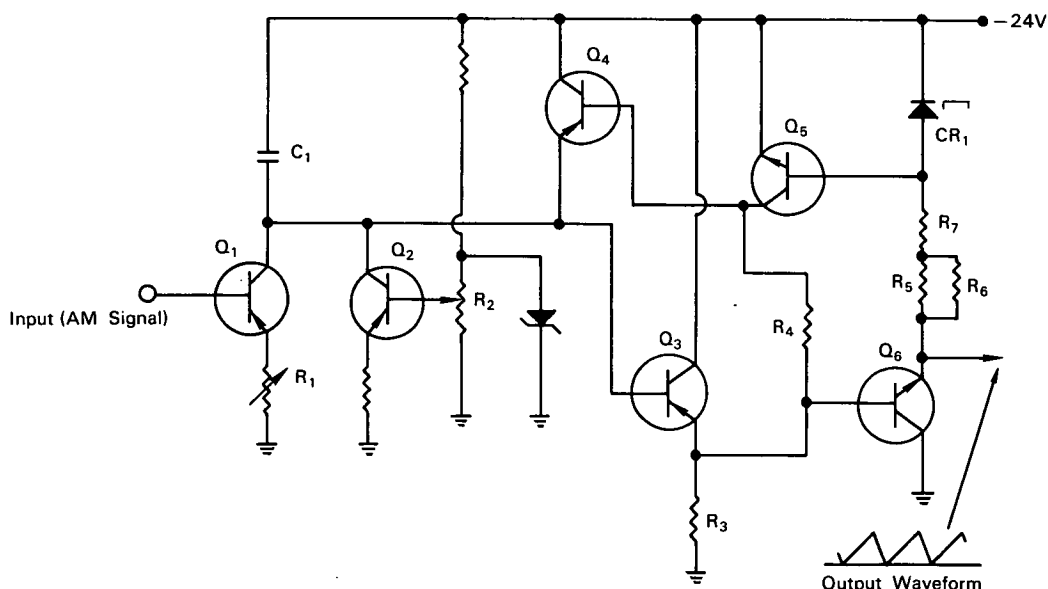 −24V
Q₄
Q₅
CR₁
C₁
R₇
Q₁
Q₂
R₅
R₆
R₂
Input (AM Signal)
R₄
Q₃
Q₆
R₁
R₃
Output Waveform